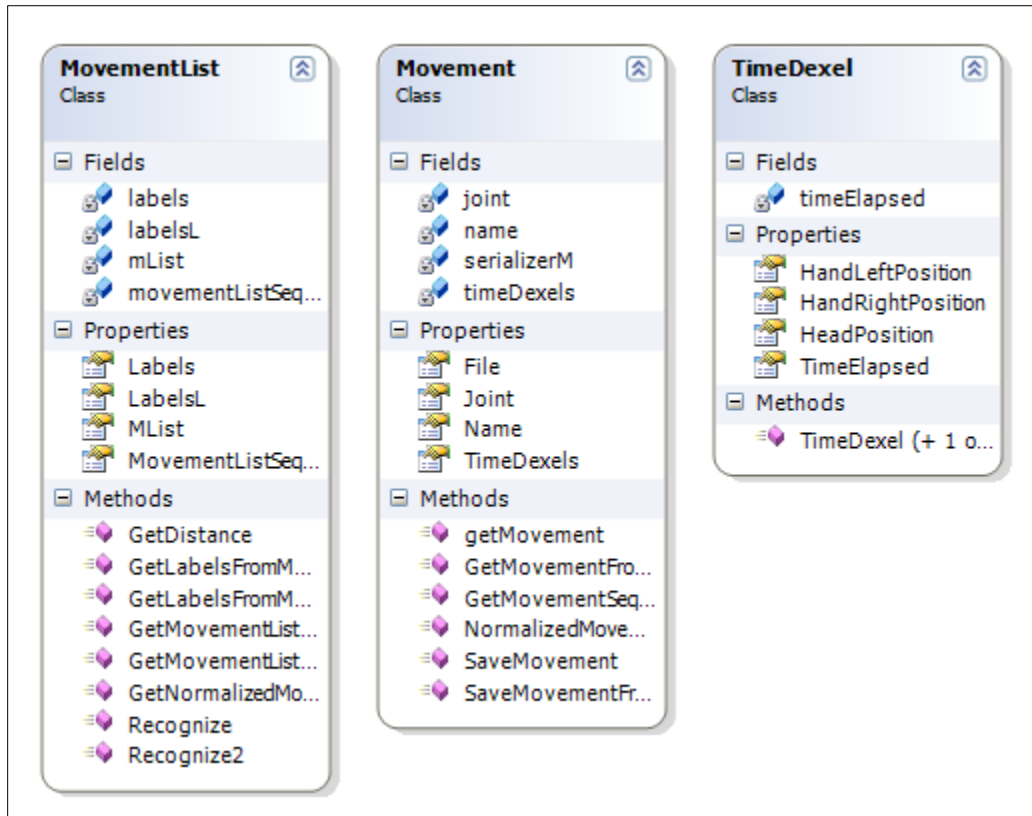 MovementList
Class
Fields
labels
labelsL
mList
movementListSeq...
Properties
Labels
LabelsL
MList
MovementListSeq...
Methods
GetDistance
GetLabelsFromM...
GetLabelsFromM...
GetMovementList...
GetMovementList...
GetNormalizedMo...
Recognize
Recognize2
Movement
Class
Fields
joint
name
serializerM
timeDexels
Properties
File
Joint
Name
TimeDexels
Methods
getMovement
GetMovementFro...
GetMovementSeq...
NormalizedMove...
SaveMovement
SaveMovementFr...
TimeDexel
Class
Fields
timeElapsed
Properties
HandLeftPosition
HandRightPosition
HeadPosition
TimeElapsed
Methods
TimeDexel (+ 1 o...